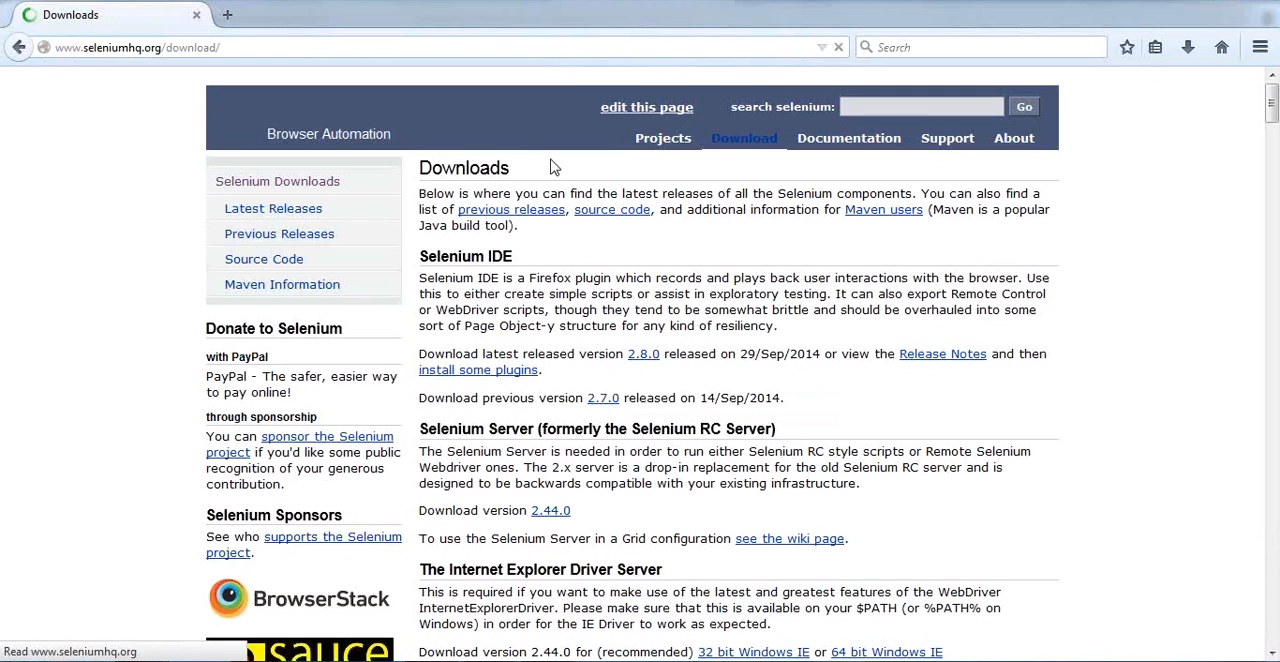 Downloads
www.seleniumhq.org/download/
Search
edit this page
search selenium:
Go
Browser Automation
Projects
Download
Documentation
Support
About
Selenium Downloads
Latest Releases
Previous Releases
Source Code
Maven Information
Donate to Selenium
with PayPal
PayPal - The safer, easier way
to pay online!
through sponsorship
You can sponsor the Selenium
project if you'd like some public
recognition of your generous
contribution.
Selenium Sponsors
See who supports the Selenium
project.
BrowserStack
sauce
Downloads
Below is where you can find the latest releases of all the Selenium components. You can also find a
list of previous releases, source code, and additional information for Maven users (Maven is a popular
Java build tool).
Selenium IDE
Selenium IDE is a Firefox plugin which records and plays back user interactions with the browser. Use
this to either create simple scripts or assist in exploratory testing. It can also export Remote Control
or WebDriver scripts, though they tend to be somewhat brittle and should be overhauled into some
sort of Page Object-y structure for any kind of resiliency.
Download latest released version 2.8.0 released on 29/Sep/2014 or view the Release Notes and then
install some plugins.
Download previous version 2.7.0 released on 14/Sep/2014.
Selenium Server (formerly the Selenium RC Server)
The Selenium Server is needed in order to run either Selenium RC style scripts or Remote Selenium
Webdriver ones. The 2.x server is a drop-in replacement for the old Selenium RC server and is
designed to be backwards compatible with your existing infrastructure.
Download version 2.44.0
To use the Selenium Server in a Grid configuration see the wiki page.
The Internet Explorer Driver Server
This is required if you want to make use of the latest and greatest features of the WebDriver
InternetExplorerDriver. Please make sure that this is available on your $PATH (or %PATH% on
Windows) in order for the IE Driver to work as expected.
Download version 2.44.0 for (recommended) 32 bit Windows IE or 64 bit Windows IE
Read www.seleniumhq.org